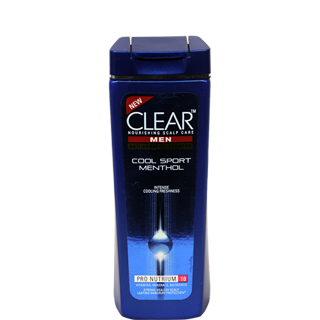 NEW
CLEAR
NOURISHING SCALP CARE
MEN
COOL SPORT
MENTHOL
INTENSE
COOLING FRESHNESS
PRO NUTRIUM 10